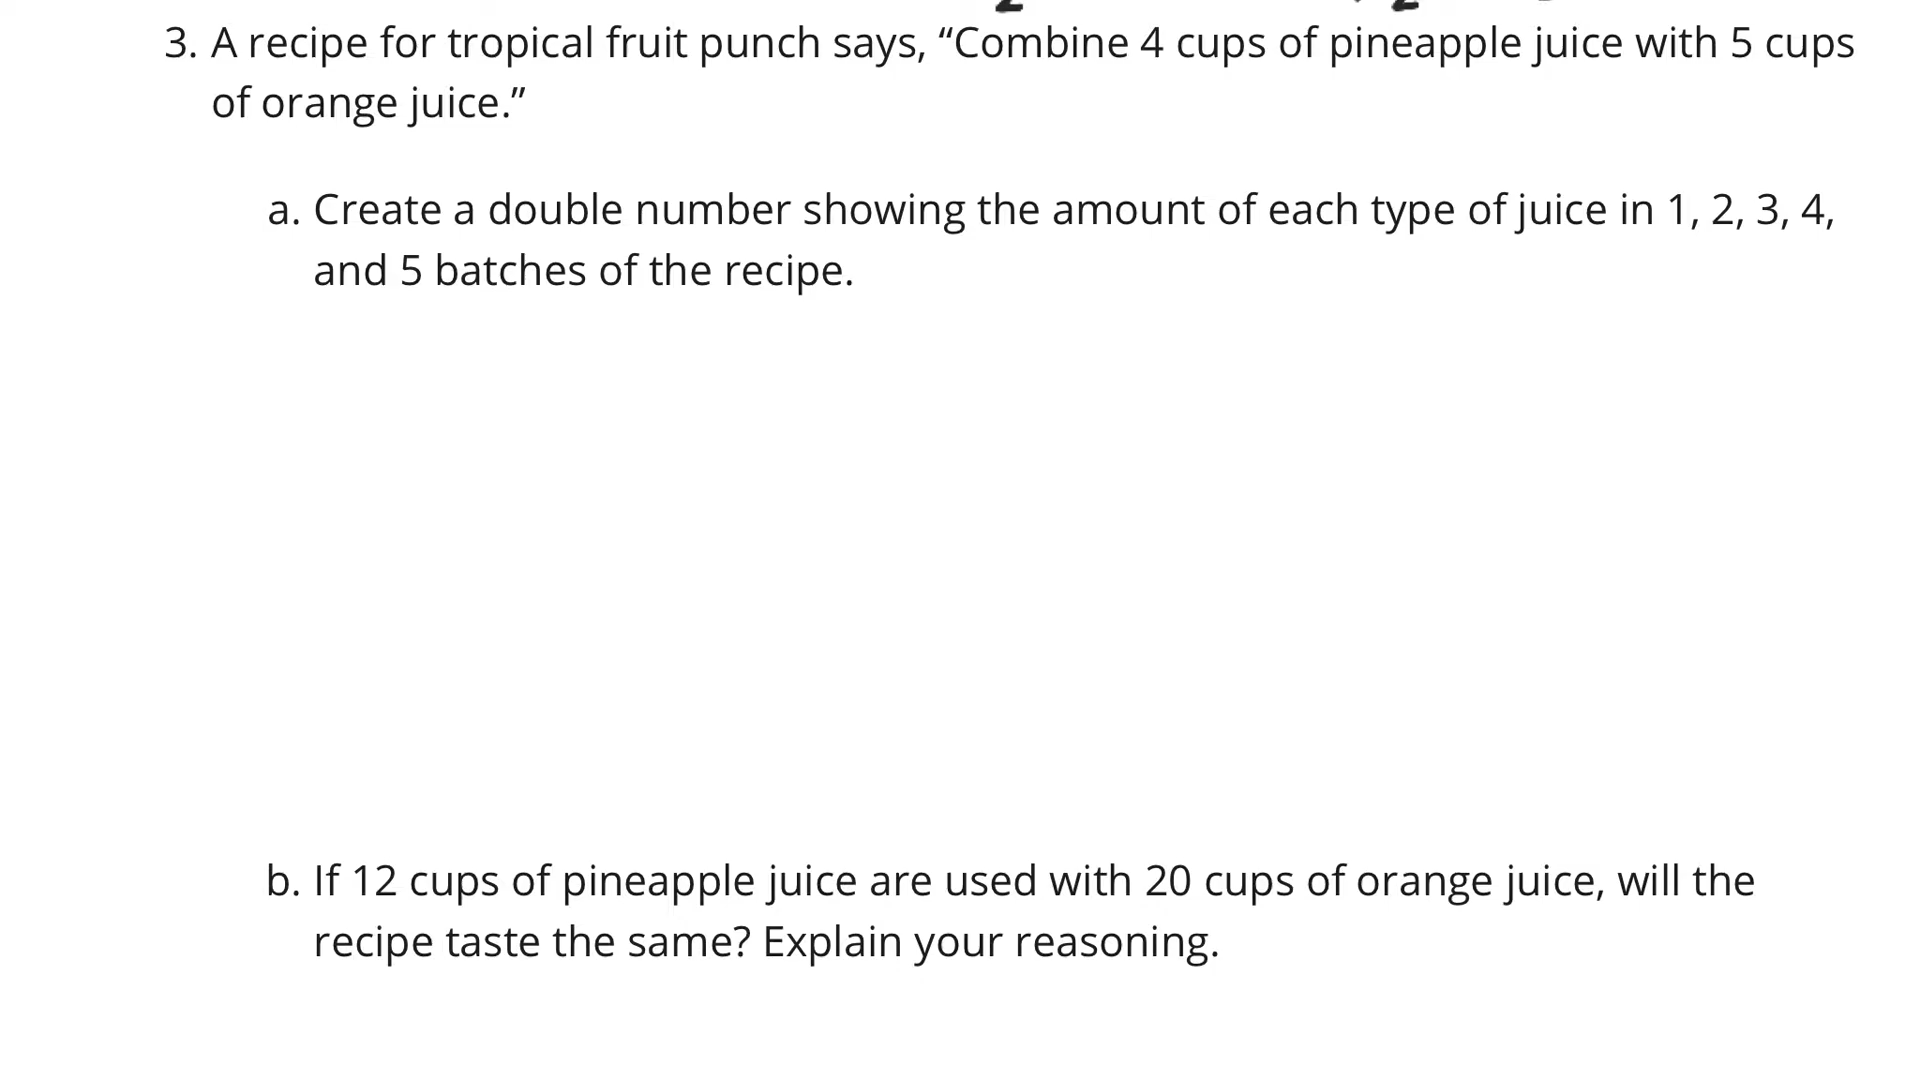 3. A recipe for tropical fruit punch says, “Combine 4 cups of pineapple juice with 5 cups
of orange juice.”
a. Create a double number showing the amount of each type of juice in 1, 2, 3, 4,
and 5 batches of the recipe.
b. If 12 cups of pineapple juice are used with 20 cups of orange juice, will the
recipe taste the same? Explain your reasoning.